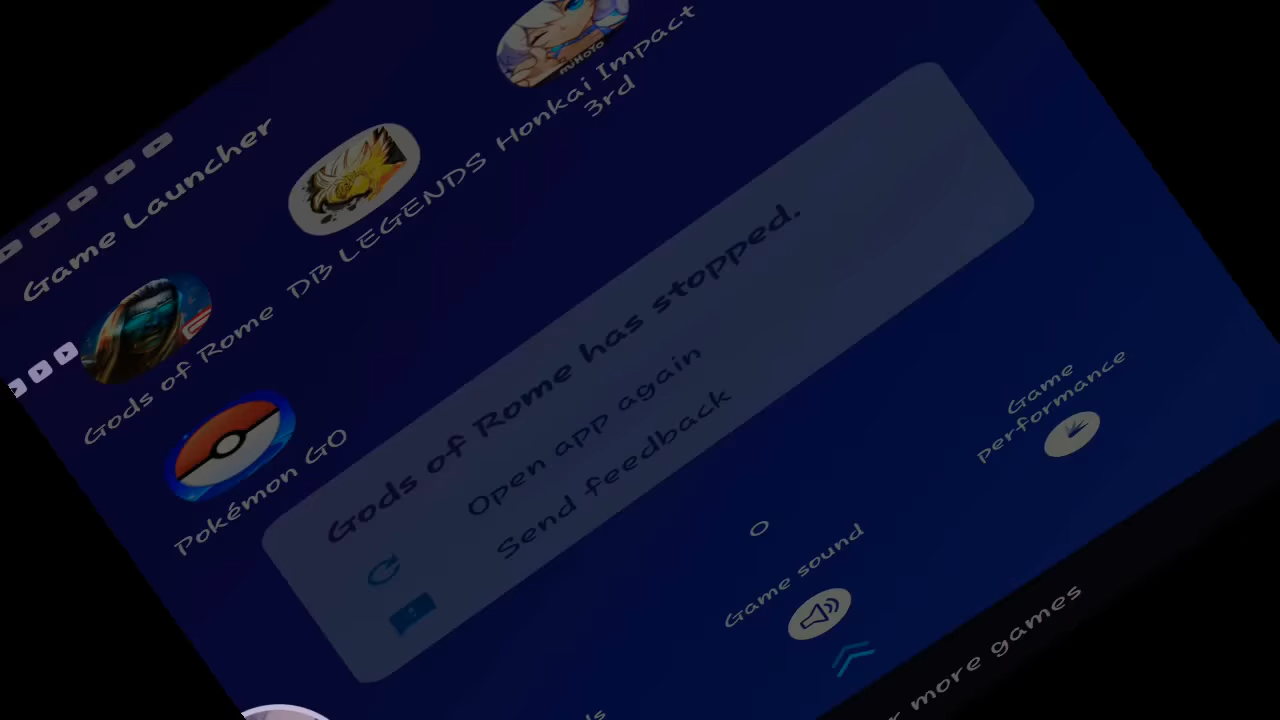 Game Launcher
Gods of Rome
DB LEGENDS
Honkai Impact
3rd
miHoYo
Pokémon GO
Gods of Rome has stopped.
Open app again
Send feedback
Game
performance
Game sound
more games